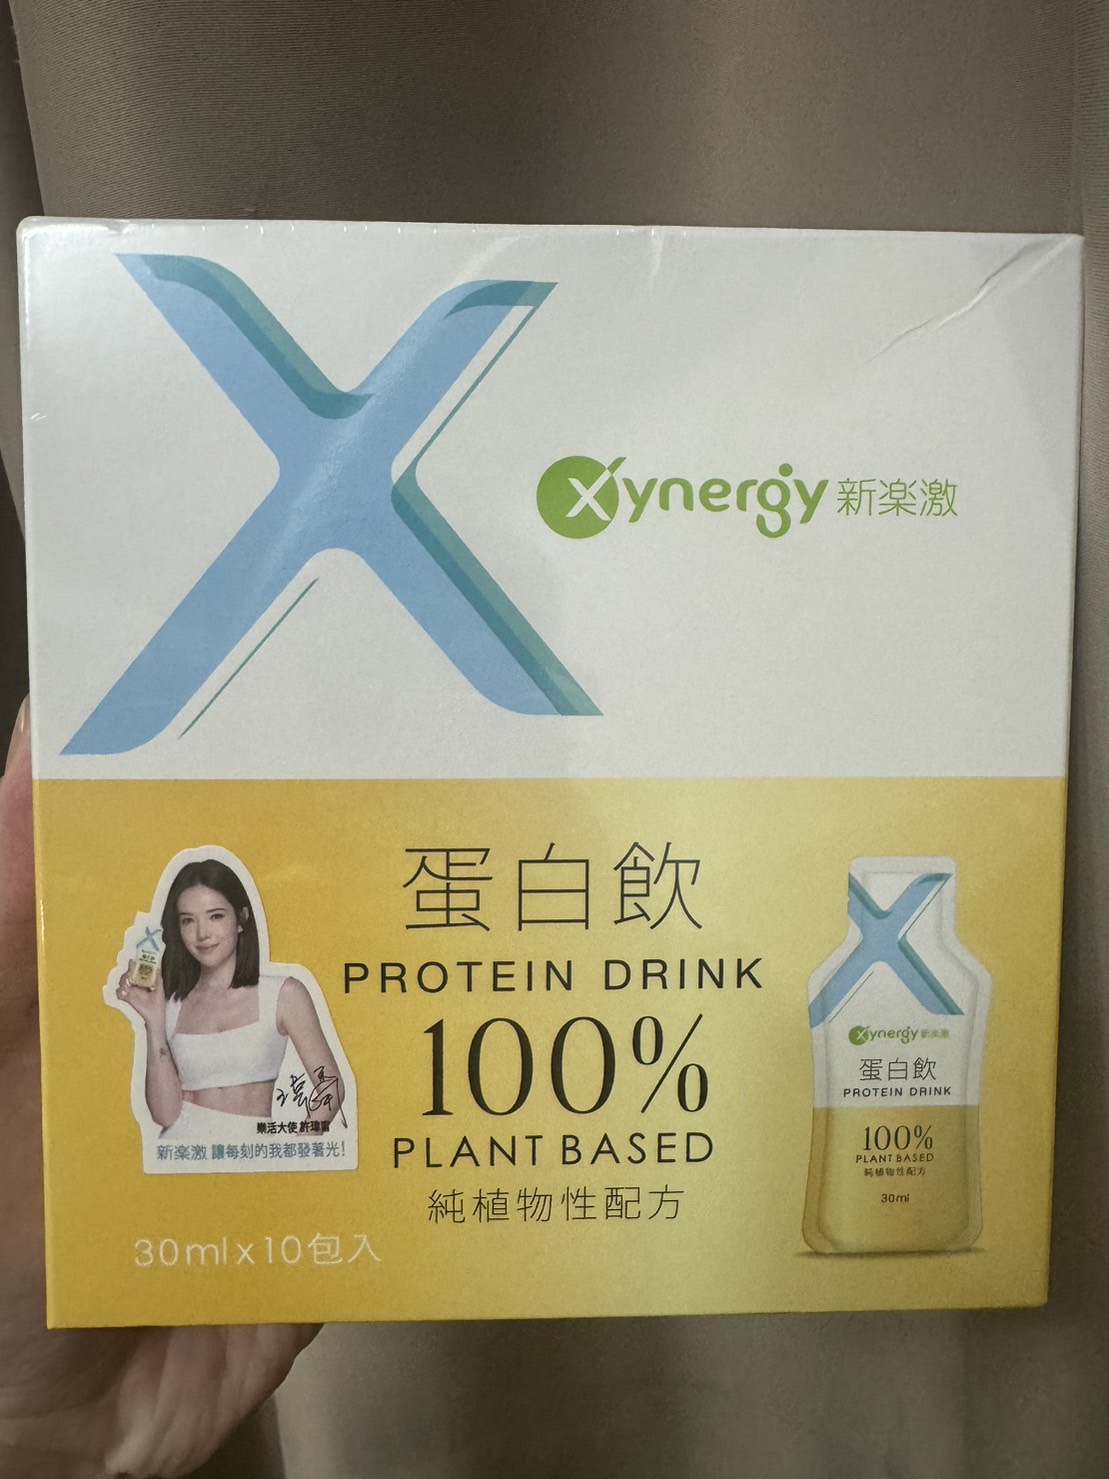 xynergy 新楽激
蛋白飲
PROTEIN DRINK
100%
PLANT BASED
純植物性配方
樂活大使 許瑋甯
新楽激 讓每刻的我都發著光!
30ml x 10包入
xynergy 新楽激
蛋白飲
PROTEIN DRINK
100%
PLANT BASED
純植物性配方
30ml